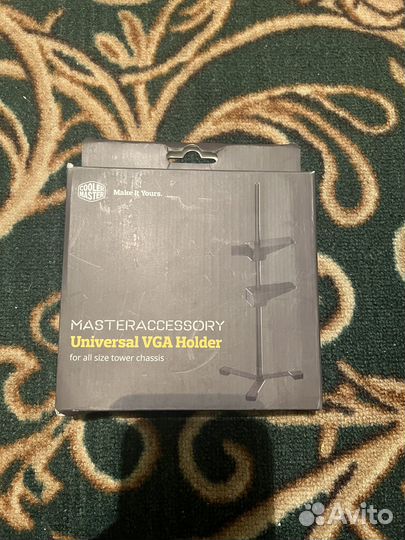 COOLER
MASTER
Make It Yours.
MASTERACCESSORY
Universal VGA Holder
for all size tower chassis
Avito